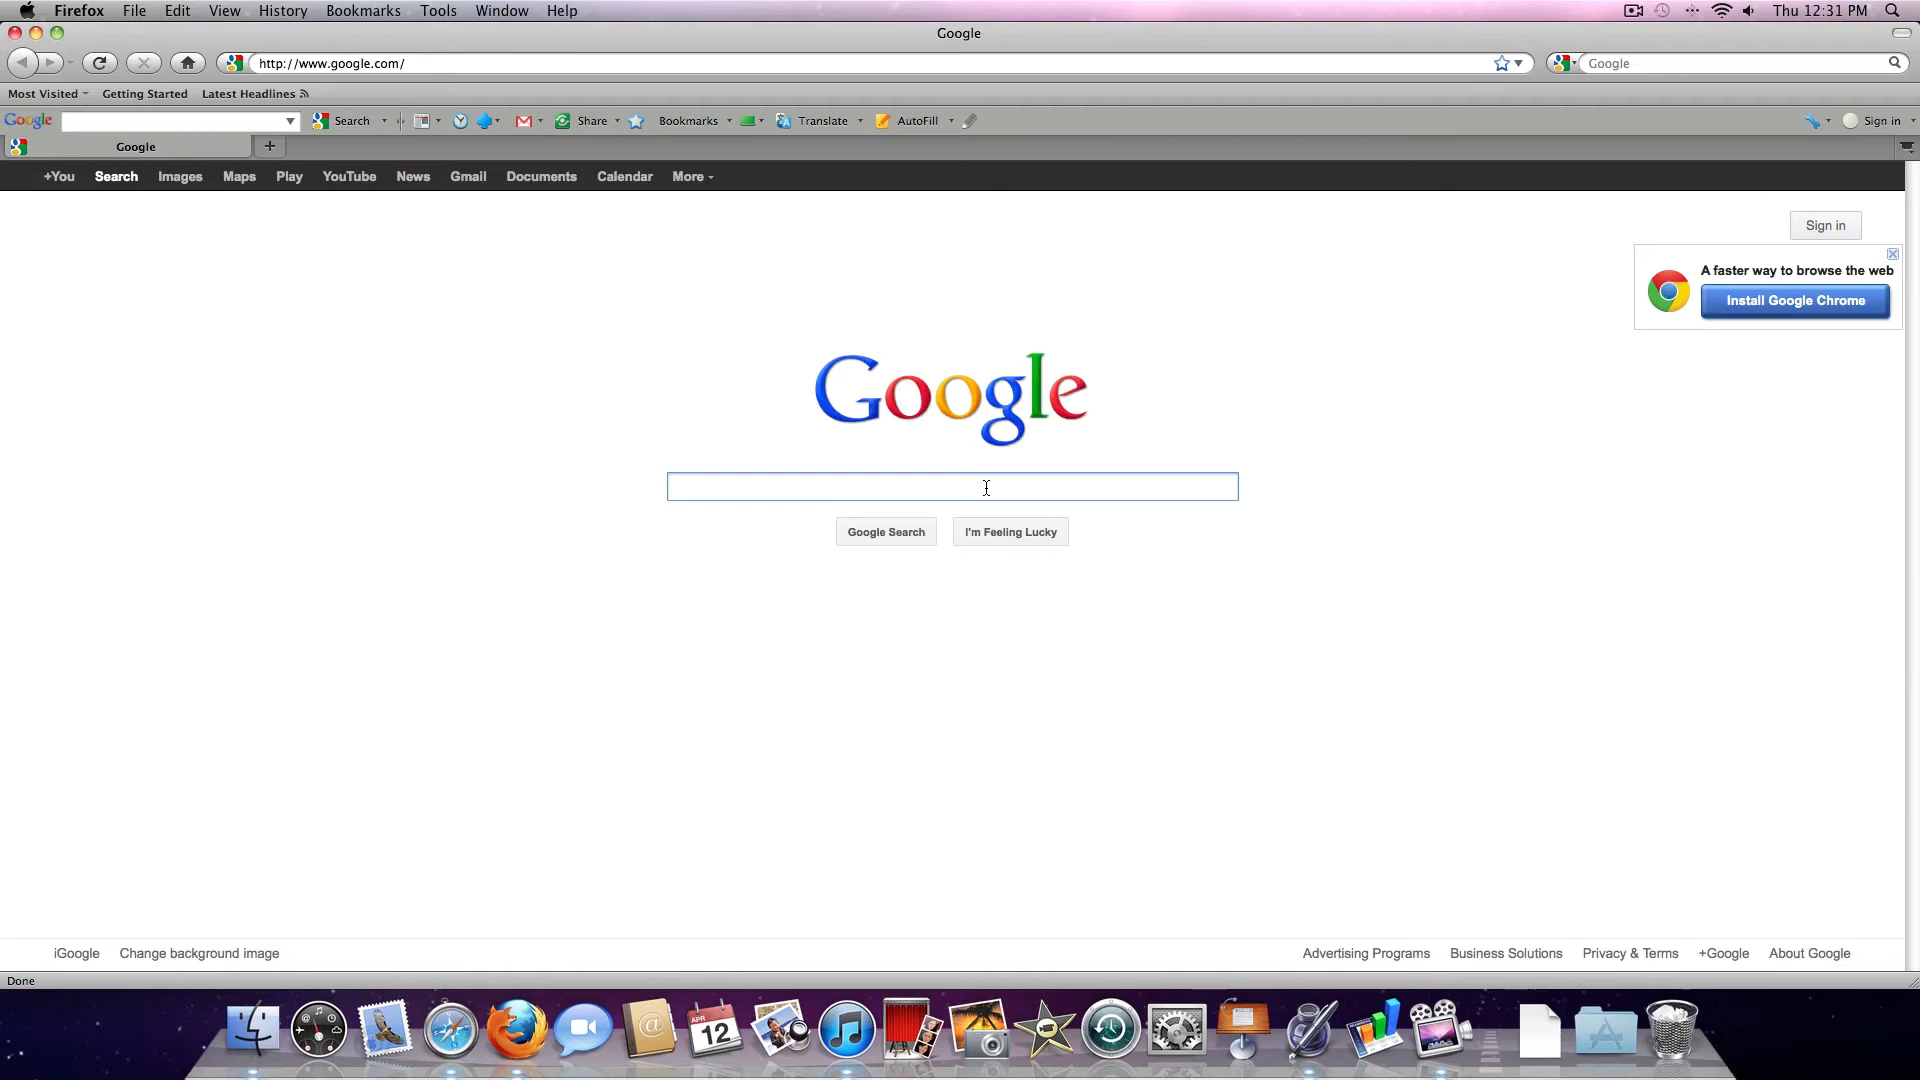 Firefox File Edit View History Bookmarks Tools Window Help Thu 12:31 PM
Google
http://www.google.com/ Google
Most Visited Getting Started Latest Headlines
Google Search Share Bookmarks Translate AutoFill Sign in
Google +
+You Search Images Maps Play YouTube News Gmail Documents Calendar More
Sign in
A faster way to browse the web
Install Google Chrome
Google
Google Search I'm Feeling Lucky
iGoogle Change background image Advertising Programs Business Solutions Privacy & Terms +Google About Google
Done
APR
12